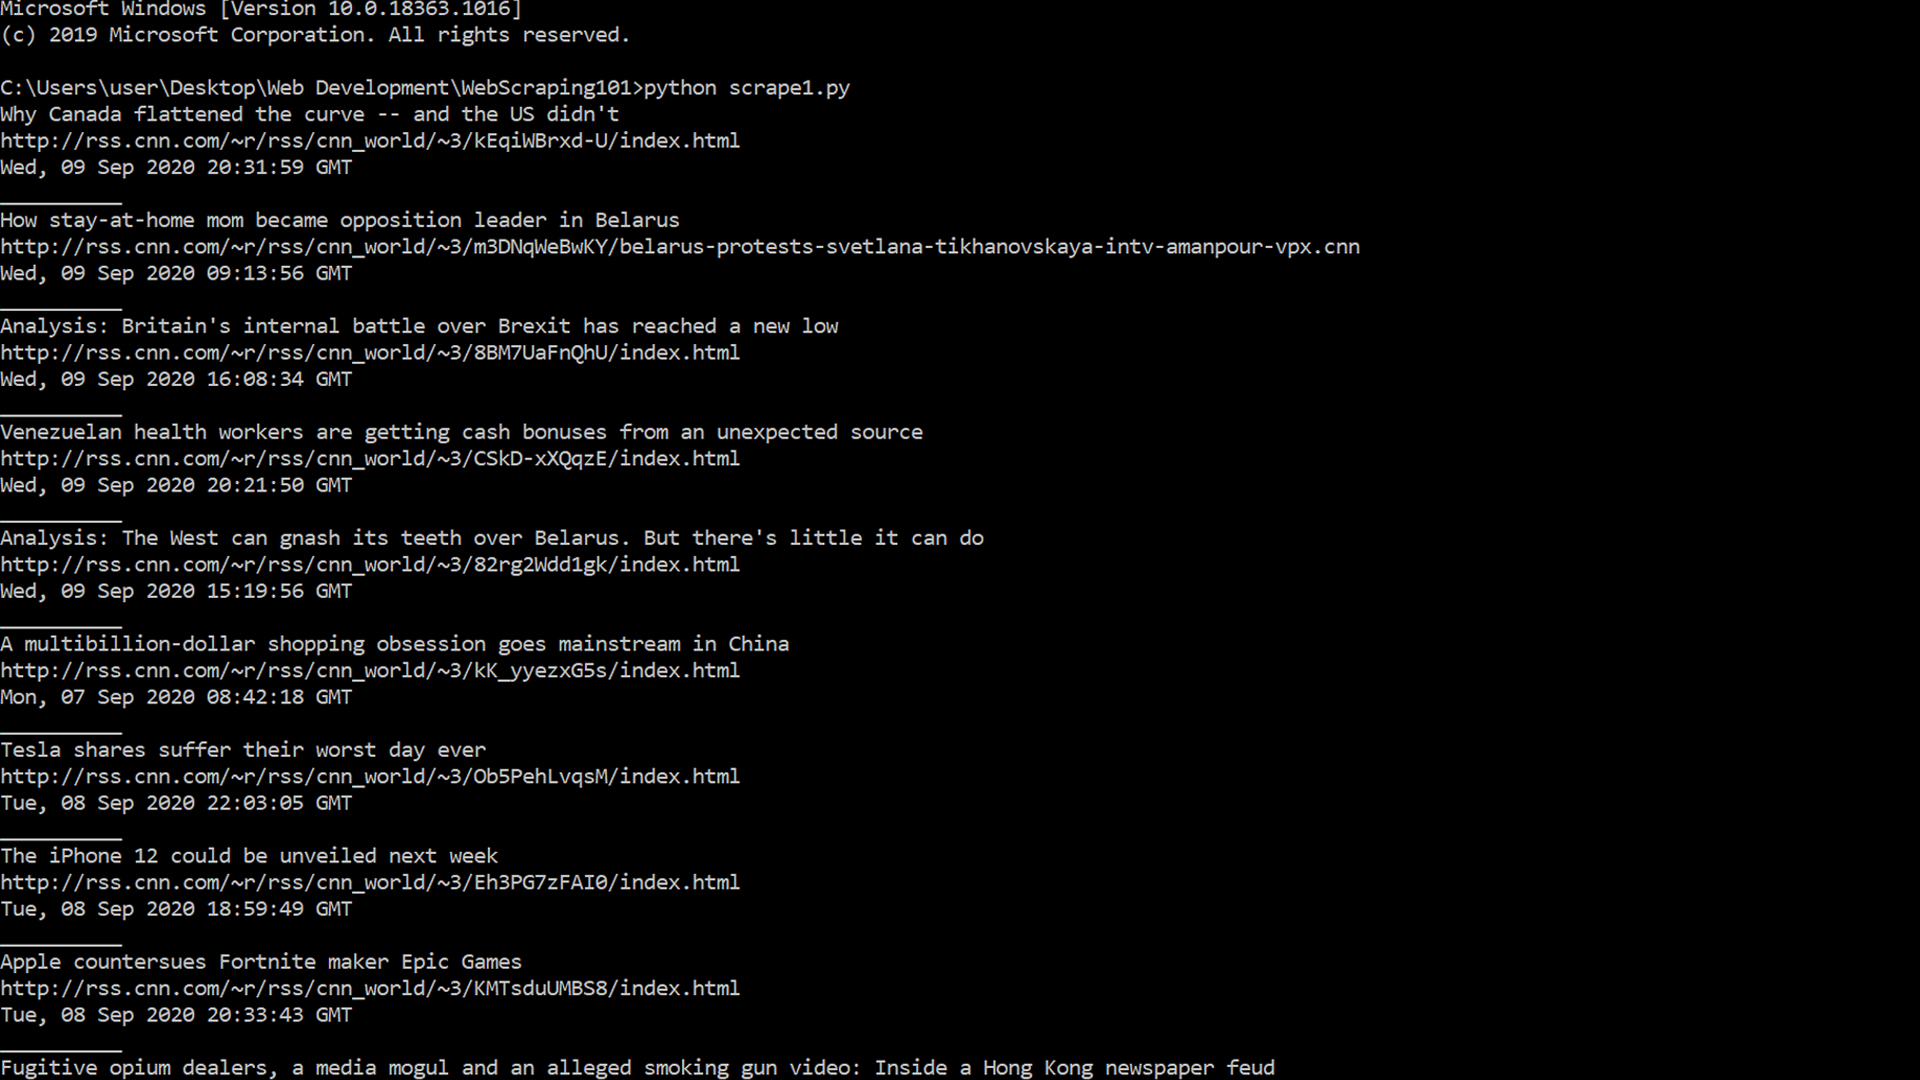 Microsoft Windows [Version 10.0.18363.1016]
(c) 2019 Microsoft Corporation. All rights reserved.
C:\Users\user\Desktop\Web Development\WebScraping101>python scrape1.py
Why Canada flattened the curve -- and the US didn't
http://rss.cnn.com/~r/rss/cnn_world/~3/kEqiWBrxd-U/index.html
Wed, 09 Sep 2020 20:31:59 GMT
__________
How stay-at-home mom became opposition leader in Belarus
http://rss.cnn.com/~r/rss/cnn_world/~3/m3DNqWeBwKY/belarus-protests-svetlana-tikhanovskaya-intv-amanpour-vpx.cnn
Wed, 09 Sep 2020 09:13:56 GMT
__________
Analysis: Britain's internal battle over Brexit has reached a new low
http://rss.cnn.com/~r/rss/cnn_world/~3/8BM7UaFnQhU/index.html
Wed, 09 Sep 2020 16:08:34 GMT
__________
Venezuelan health workers are getting cash bonuses from an unexpected source
http://rss.cnn.com/~r/rss/cnn_world/~3/CSkD-xXQqzE/index.html
Wed, 09 Sep 2020 20:21:50 GMT
__________
Analysis: The West can gnash its teeth over Belarus. But there's little it can do
http://rss.cnn.com/~r/rss/cnn_world/~3/82rg2Wdd1gk/index.html
Wed, 09 Sep 2020 15:19:56 GMT
__________
A multibillion-dollar shopping obsession goes mainstream in China
http://rss.cnn.com/~r/rss/cnn_world/~3/kK_yyezxG5s/index.html
Mon, 07 Sep 2020 08:42:18 GMT
__________
Tesla shares suffer their worst day ever
http://rss.cnn.com/~r/rss/cnn_world/~3/Ob5PehLvqsM/index.html
Tue, 08 Sep 2020 22:03:05 GMT
__________
The iPhone 12 could be unveiled next week
http://rss.cnn.com/~r/rss/cnn_world/~3/Eh3PG7zFAI0/index.html
Tue, 08 Sep 2020 18:59:49 GMT
__________
Apple countersues Fortnite maker Epic Games
http://rss.cnn.com/~r/rss/cnn_world/~3/KMTsduUMBS8/index.html
Tue, 08 Sep 2020 20:33:43 GMT
__________
Fugitive opium dealers, a media mogul and an alleged smoking gun video: Inside a Hong Kong newspaper feud